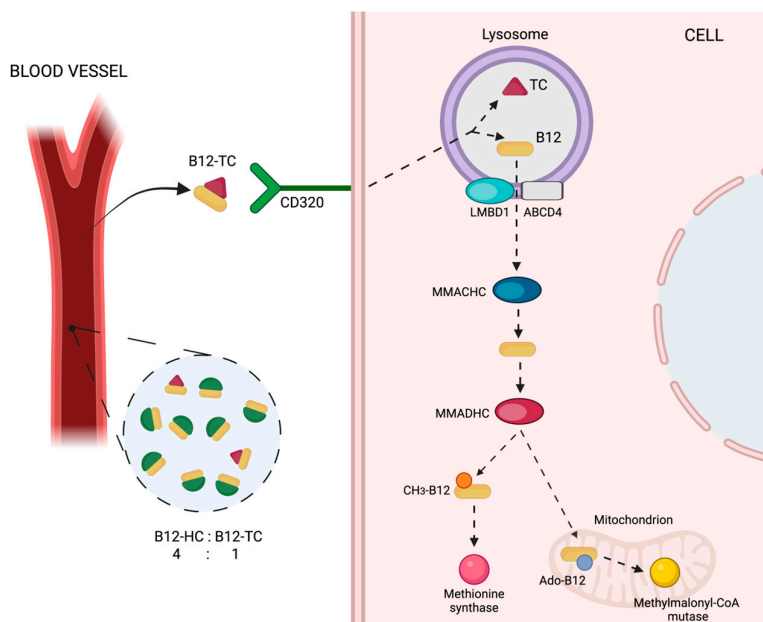 Lysosome
CELL
BLOOD VESSEL
TC
B12
B12-TC
CD320
LMBD1
ABCD4
MMACHC
MMADHC
CH3-B12
Mitochondrion
B12-HC : B12-TC
4 : 1
Ado-B12
Methionine
synthase
Methylmalonyl-CoA
mutase